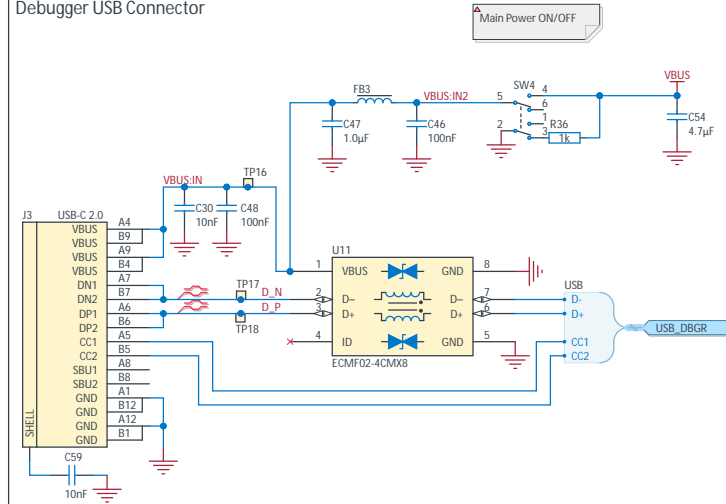 Debugger USB Connector
Main Power ON/OFF
VBUS
FB3
VBUS:IN2
SW4
5
4
6
2
1
3
R36
1k
C47
1.0µF
C46
100nF
C54
4.7µF
VBUS:IN
TP16
C30
10nF
C48
100nF
J3
USB-C 2.0
VBUS A4
VBUS B9
VBUS A9
VBUS B4
DN1 A7
DN2 B7
DP1 A6
DP2 B6
CC1 A5
CC2 B5
SBU1 A8
SBU2 B8
GND A1
GND B12
GND A12
GND B1
SHELL
TP17
D_N
D_P
TP18
U11
1 VBUS GND 8
2 D– D– 7
3 D+ D+ 6
4 ID GND 5
ECMF02-4CMX8
USB
D-
D+
CC1
CC2
USB_DBGR
C59
10nF